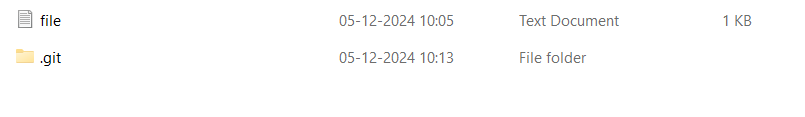 file 05-12-2024 10:05 Text Document 1 KB
.git 05-12-2024 10:13 File folder